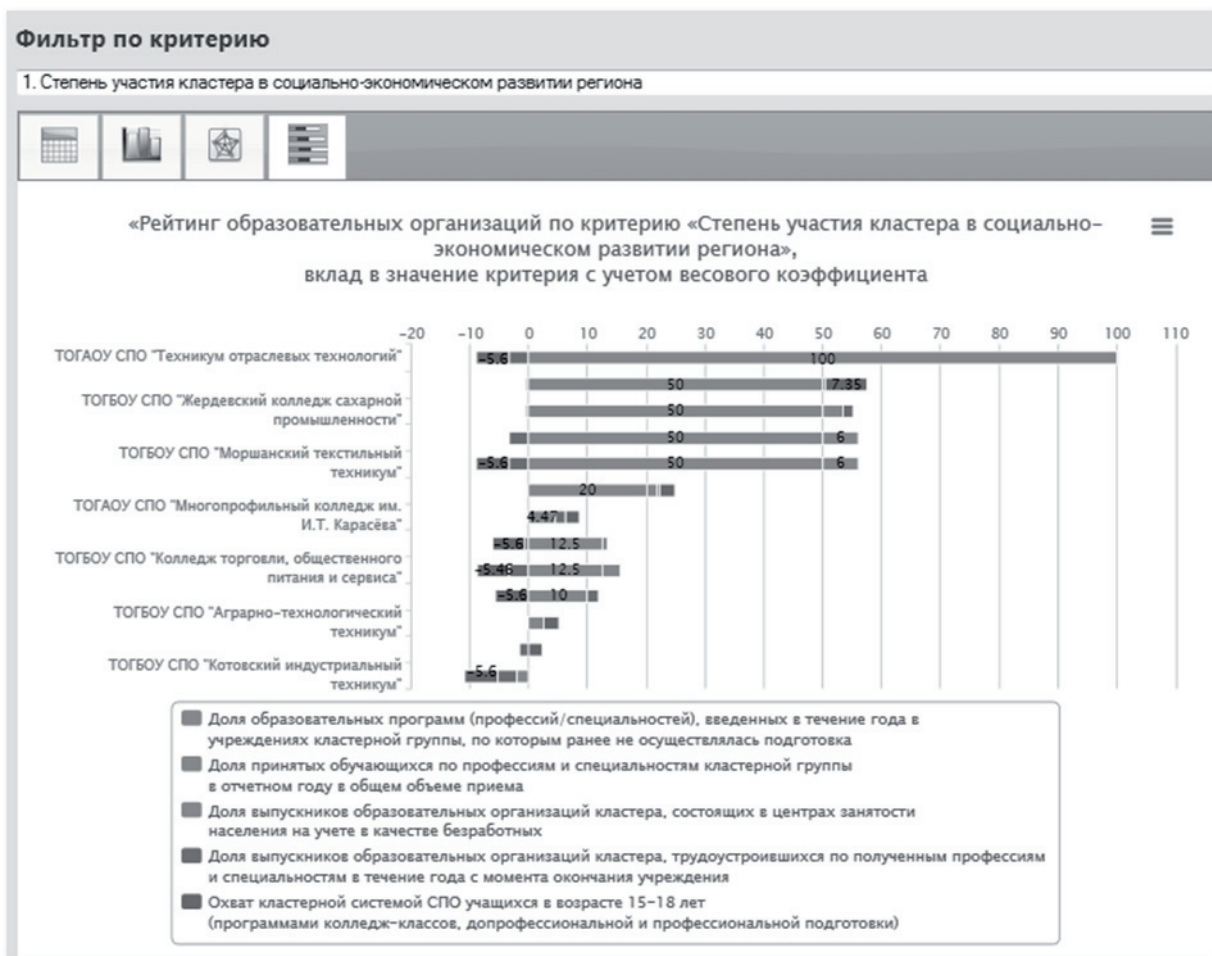 Фильтр по критерию
1. Степень участия кластера в социально-экономическом развитии региона
«Рейтинг образовательных организаций по критерию «Степень участия кластера в социально-
экономическом развитии региона»,
вклад в значение критерия с учетом весового коэффициента
-20 -10 0 10 20 30 40 50 60 70 80 90 100 110
ТОГАОУ СПО "Техникум отраслевых технологий"
-5.6 100
50 7.35
ТОГБОУ СПО "Жердевский колледж сахарной
промышленности"
50
50 6
ТОГБОУ СПО "Моршанский текстильный
техникум"
-5.6 50 6
20
ТОГАОУ СПО "Многопрофильный колледж им.
И.Т. Карасёва"
4.47
-5.6 12.5
ТОГБОУ СПО "Колледж торговли, общественного
питания и сервиса"
-5.46 12.5
-5.6 10
ТОГБОУ СПО "Аграрно-технологический
техникум"
ТОГБОУ СПО "Котовский индустриальный
техникум"
-5.6
Доля образовательных программ (профессий/специальностей), введенных в течение года в
учреждениях кластерной группы, по которым ранее не осуществлялась подготовка
Доля принятых обучающихся по профессиям и специальностям кластерной группы
в отчетном году в общем объеме приема
Доля выпускников образовательных организаций кластера, состоящих в центрах занятости
населения на учете в качестве безработных
Доля выпускников образовательных организаций кластера, трудоустроившихся по полученным профессиям
и специальностям в течение года с момента окончания учреждения
Охват кластерной системой СПО учащихся в возрасте 15-18 лет
(программами колледж-классов, допрофессиональной и профессиональной подготовки)